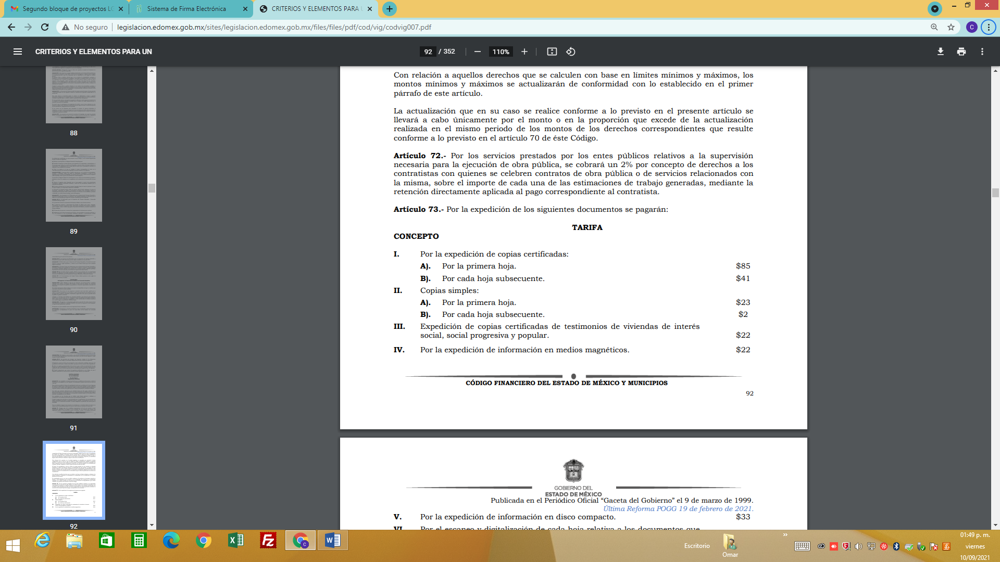 Segundo bloque de proyectos LG
Sistema de Firma Electrónica
CRITERIOS Y ELEMENTOS PARA
No seguro
legislacion.edomex.gob.mx/sites/legislacion.edomex.gob.mx/files/files/pdf/cod/vig/codvig007.pdf
C
CRITERIOS Y ELEMENTOS PARA UN
92 / 352
110%
88
89
90
91
92
Con relación a aquellos derechos que se calculen con base en límites mínimos y máximos, los
montos mínimos y máximos se actualizarán de conformidad con lo establecido en el primer
párrafo de este artículo.
La actualización que en su caso se realice conforme a lo previsto en el presente artículo se
llevará a cabo únicamente por el monto o en la proporción que excede de la actualización
realizada en el mismo periodo de los montos de los derechos correspondientes que resulte
conforme a lo previsto en el artículo 70 de éste Código.
Artículo 72.- Por los servicios prestados por los entes públicos relativos a la supervisión
necesaria para la ejecución de obra pública, se cobrará un 2% por concepto de derechos a los
contratistas con quienes se celebren contratos de obra pública o de servicios relacionados con
la misma, sobre el importe de cada una de las estimaciones de trabajo generadas, mediante la
retención directamente aplicada al pago correspondiente al contratista.
Artículo 73.- Por la expedición de los siguientes documentos se pagarán:
TARIFA
CONCEPTO
I. Por la expedición de copias certificadas:
A). Por la primera hoja. $85
B). Por cada hoja subsecuente. $41
II. Copias simples:
A). Por la primera hoja. $23
B). Por cada hoja subsecuente. $2
III. Expedición de copias certificadas de testimonios de viviendas de interés
social, social progresiva y popular. $22
IV. Por la expedición de información en medios magnéticos. $22
CÓDIGO FINANCIERO DEL ESTADO DE MÉXICO Y MUNICIPIOS
92
GOBIERNO DEL
ESTADO DE MÉXICO
Publicada en el Periódico Oficial “Gaceta del Gobierno” el 9 de marzo de 1999.
Última Reforma POGG 19 de febrero de 2021.
V. Por la expedición de información en disco compacto. $33
VI. Por el escaneo y digitalización de cada hoja relativa a los documentos que
Escritorio
Omar
01:49 p. m.
viernes
10/09/2021